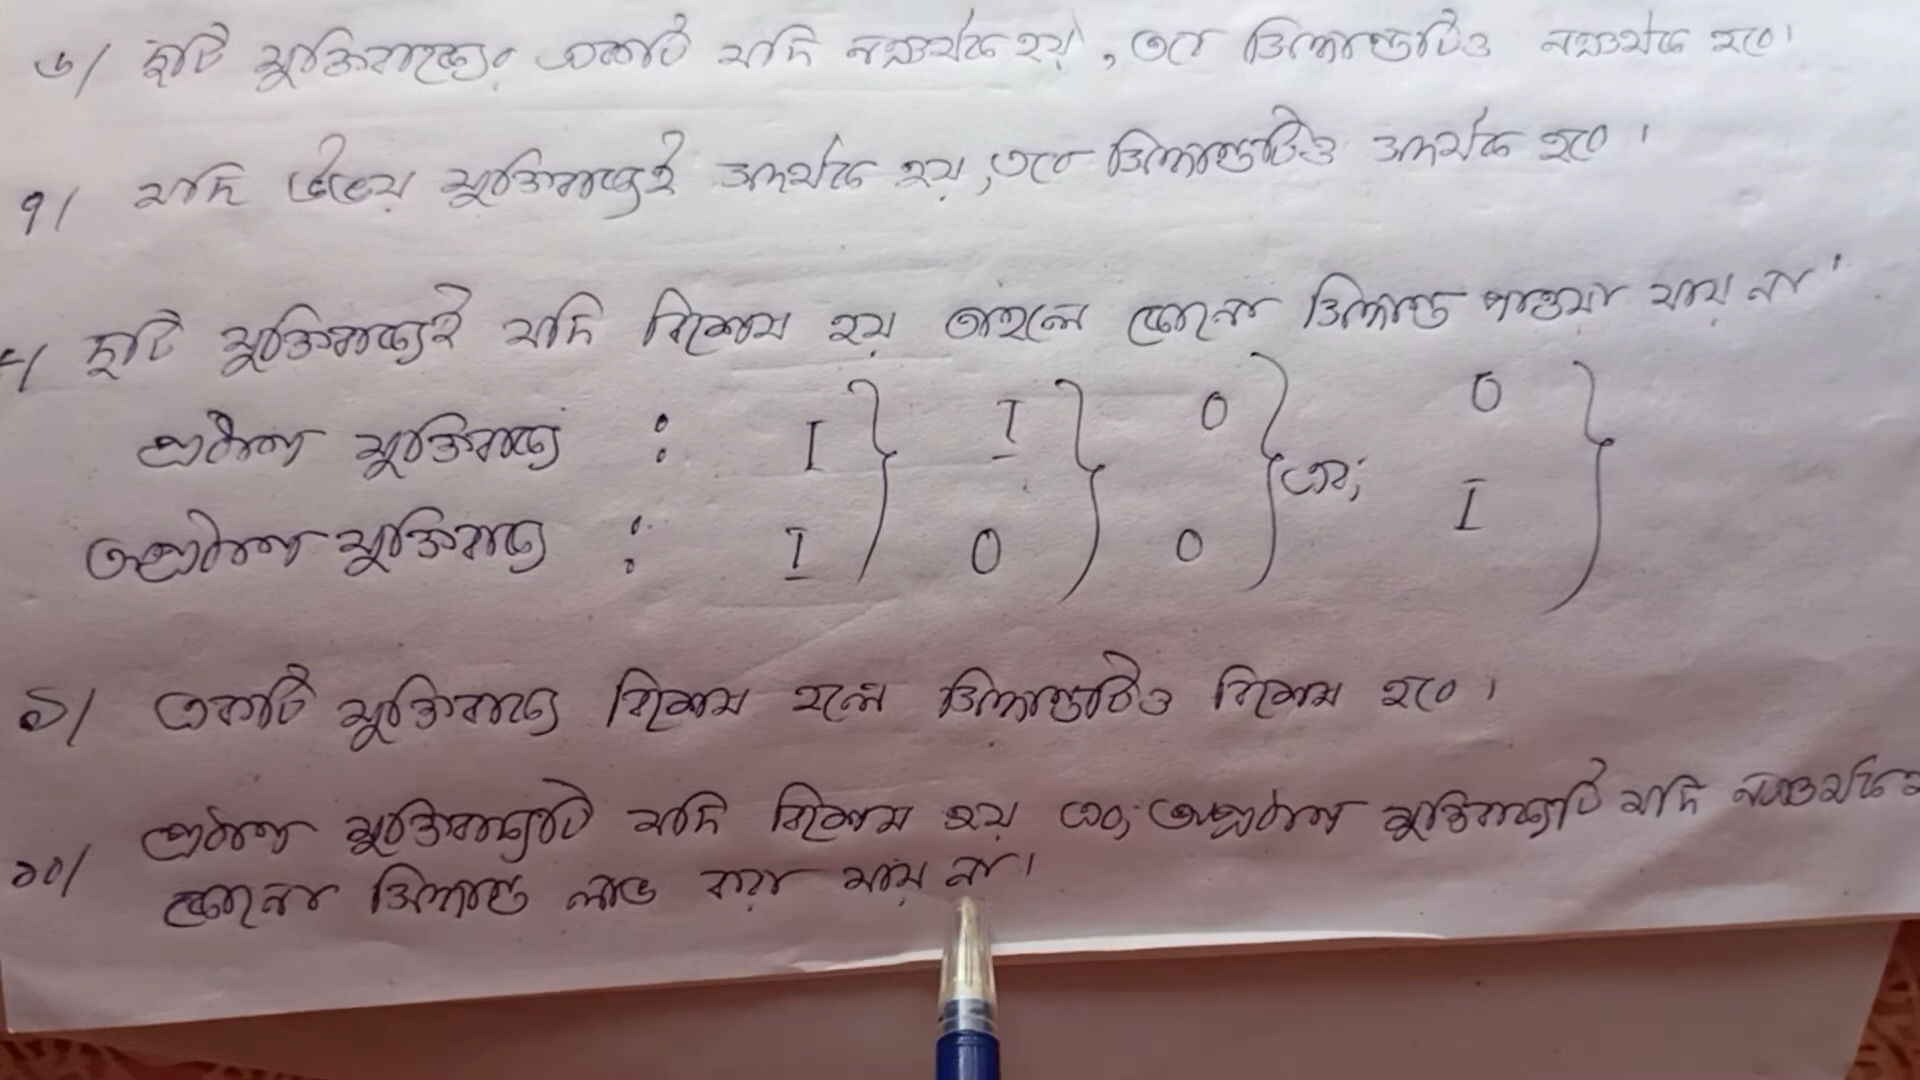 ৬/ দুটি যুক্তিবাক্যের একটি যদি নঞর্থক হয়, তবে সিদ্ধান্তটিও নঞর্থক হবে।
৭/ যদি উভয় যুক্তিবাক্যই সদর্থক হয়, তবে সিদ্ধান্তটিও সদর্থক হবে।
৮/ দুটি যুক্তিবাক্যই যদি বিশেষ হয় তাহলে কোনো সিদ্ধান্ত পাওয়া যায় না।
প্রধান যুক্তিবাক্য : I } I } O } এবং O }
অপ্রধান যুক্তিবাক্য : I O O I
৯/ একটি যুক্তিবাক্য বিশেষ হলে সিদ্ধান্তটিও বিশেষ হবে।
১০/ প্রধান যুক্তিবাক্যটি যদি বিশেষ হয় এবং অপ্রধান যুক্তিবাক্যটি যদি নঞর্থক
কোনো সিদ্ধান্ত লাভ করা যায় না।